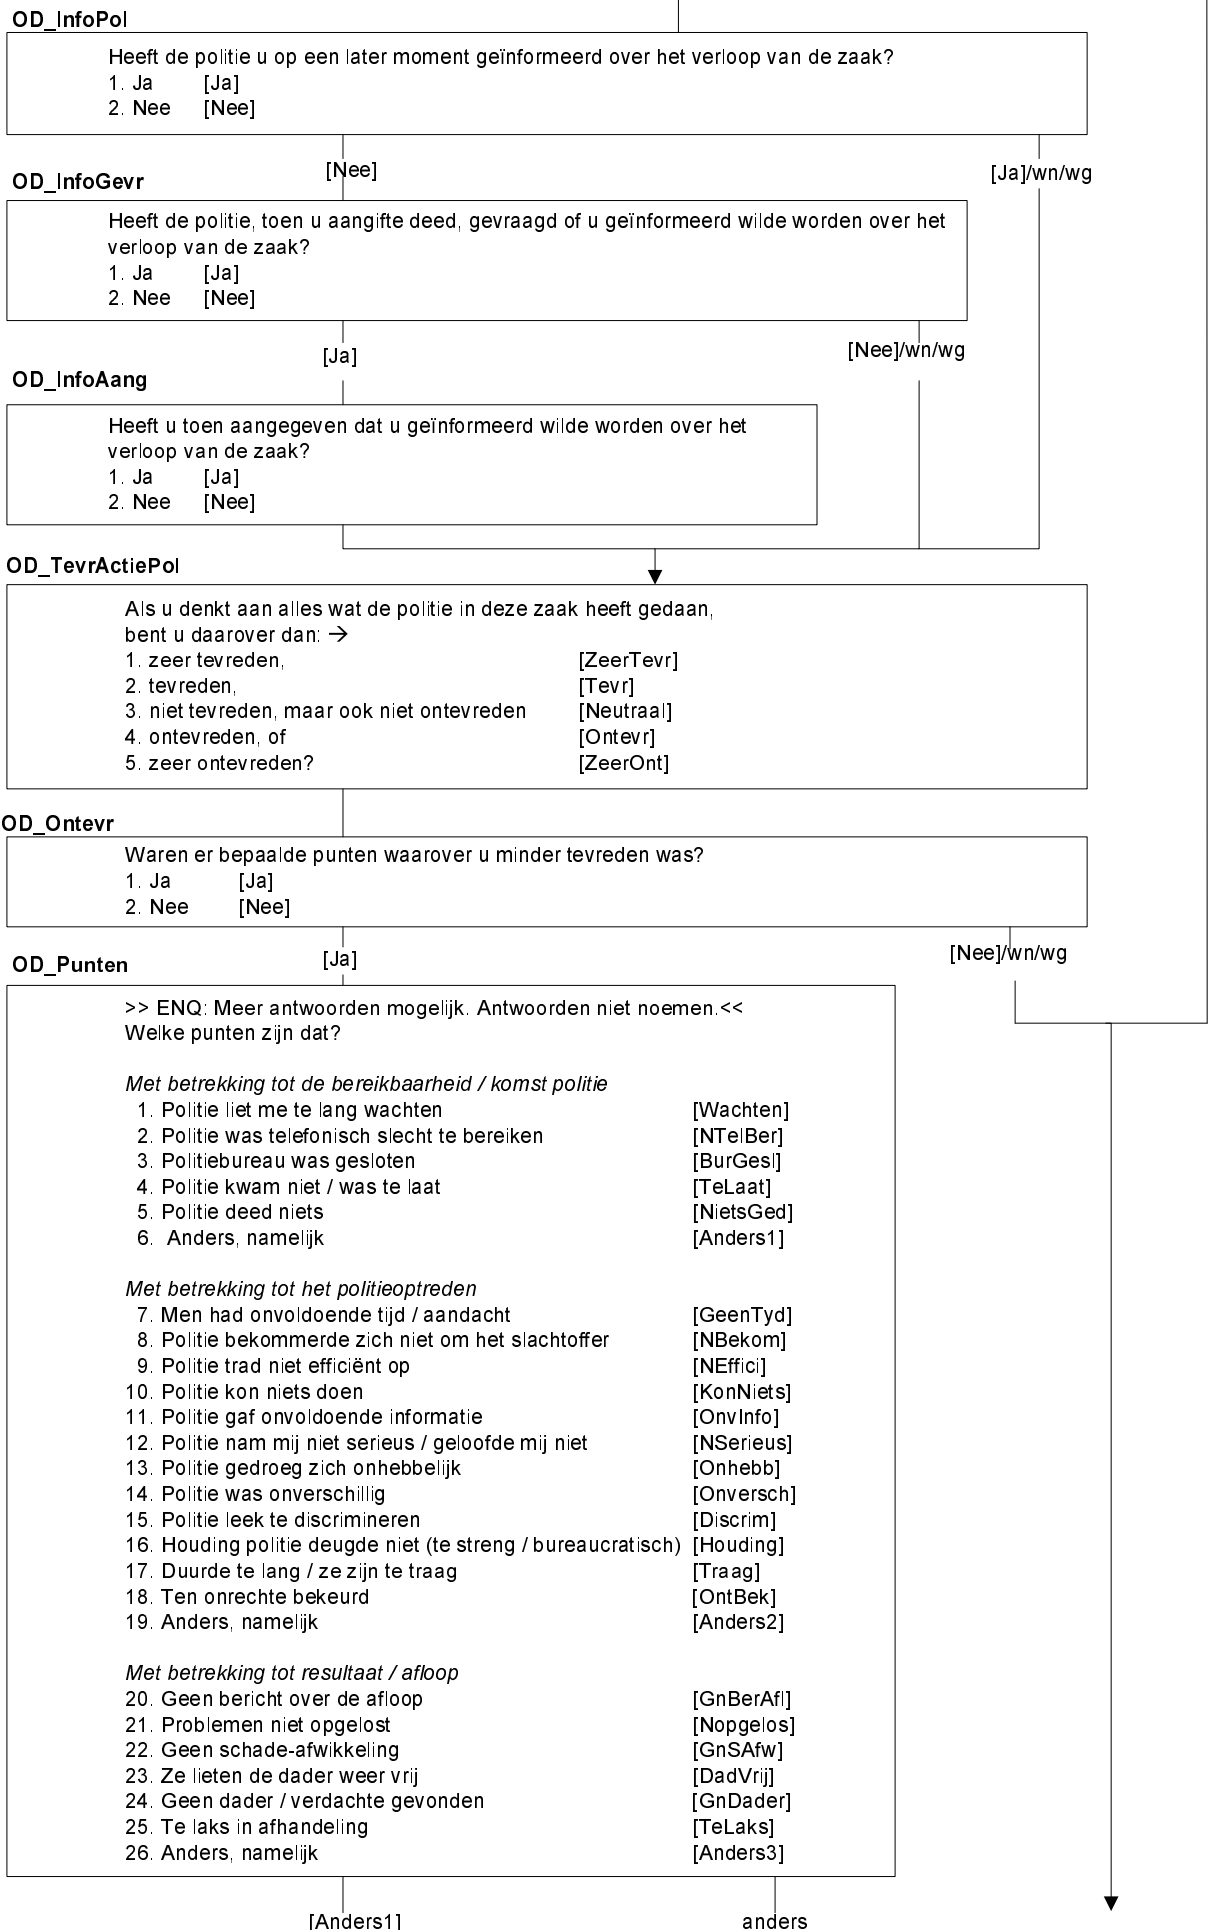 OD_InfoPol
Heeft de politie u op een later moment geïnformeerd over het verloop van de zaak?
1. Ja [Ja]
2. Nee [Nee]
[Nee]
[Ja]/wn/wg
OD_InfoGevr
Heeft de politie, toen u aangifte deed, gevraagd of u geïnformeerd wilde worden over het
verloop van de zaak?
1. Ja [Ja]
2. Nee [Nee]
[Ja]
[Nee]/wn/wg
OD_InfoAang
Heeft u toen aangegeven dat u geïnformeerd wilde worden over het
verloop van de zaak?
1. Ja [Ja]
2. Nee [Nee]
OD_TevrActiePol
Als u denkt aan alles wat de politie in deze zaak heeft gedaan,
bent u daarover dan: →
1. zeer tevreden, [ZeerTevr]
2. tevreden, [Tevr]
3. niet tevreden, maar ook niet ontevreden [Neutraal]
4. ontevreden, of [Ontevr]
5. zeer ontevreden? [ZeerOnt]
OD_Ontevr
Waren er bepaalde punten waarover u minder tevreden was?
1. Ja [Ja]
2. Nee [Nee]
[Ja]
[Nee]/wn/wg
OD_Punten
>> ENQ: Meer antwoorden mogelijk. Antwoorden niet noemen.<<
Welke punten zijn dat?
Met betrekking tot de bereikbaarheid / komst politie
1. Politie liet me te lang wachten [Wachten]
2. Politie was telefonisch slecht te bereiken [NTelBer]
3. Politiebureau was gesloten [BurGesl]
4. Politie kwam niet / was te laat [TeLaat]
5. Politie deed niets [NietsGed]
6. Anders, namelijk [Anders1]
Met betrekking tot het politieoptreden
7. Men had onvoldoende tijd / aandacht [GeenTyd]
8. Politie bekommerde zich niet om het slachtoffer [NBekom]
9. Politie trad niet efficiënt op [NEffici]
10. Politie kon niets doen [KonNiets]
11. Politie gaf onvoldoende informatie [OnvInfo]
12. Politie nam mij niet serieus / geloofde mij niet [NSerieus]
13. Politie gedroeg zich onhebbelijk [Onhebb]
14. Politie was onverschillig [Onversch]
15. Politie leek te discrimineren [Discrim]
16. Houding politie deugde niet (te streng / bureaucratisch) [Houding]
17. Duurde te lang / ze zijn te traag [Traag]
18. Ten onrechte bekeurd [OntBek]
19. Anders, namelijk [Anders2]
Met betrekking tot resultaat / afloop
20. Geen bericht over de afloop [GnBerAfl]
21. Problemen niet opgelost [Nopgelos]
22. Geen schade-afwikkeling [GnSAfw]
23. Ze lieten de dader weer vrij [DadVrij]
24. Geen dader / verdachte gevonden [GnDader]
25. Te laks in afhandeling [TeLaks]
26. Anders, namelijk [Anders3]
[Anders1]
anders